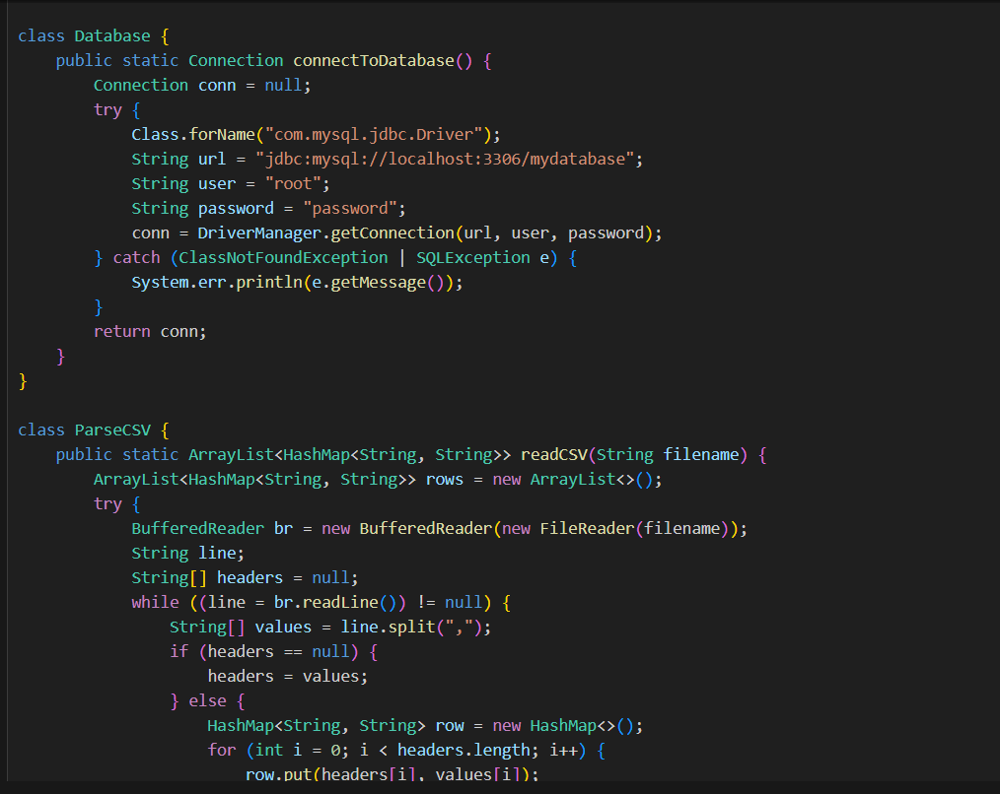 class Database {
    public static Connection connectToDatabase() {
        Connection conn = null;
        try {
            Class.forName("com.mysql.jdbc.Driver");
            String url = "jdbc:mysql://localhost:3306/mydatabase";
            String user = "root";
            String password = "password";
            conn = DriverManager.getConnection(url, user, password);
        } catch (ClassNotFoundException | SQLException e) {
            System.err.println(e.getMessage());
        }
        return conn;
    }
}

class ParseCSV {
    public static ArrayList<HashMap<String, String>> readCSV(String filename) {
        ArrayList<HashMap<String, String>> rows = new ArrayList<>();
        try {
            BufferedReader br = new BufferedReader(new FileReader(filename));
            String line;
            String[] headers = null;
            while ((line = br.readLine()) != null) {
                String[] values = line.split(",");
                if (headers == null) {
                    headers = values;
                } else {
                    HashMap<String, String> row = new HashMap<>();
                    for (int i = 0; i < headers.length; i++) {
                        row.put(headers[i], values[i]);